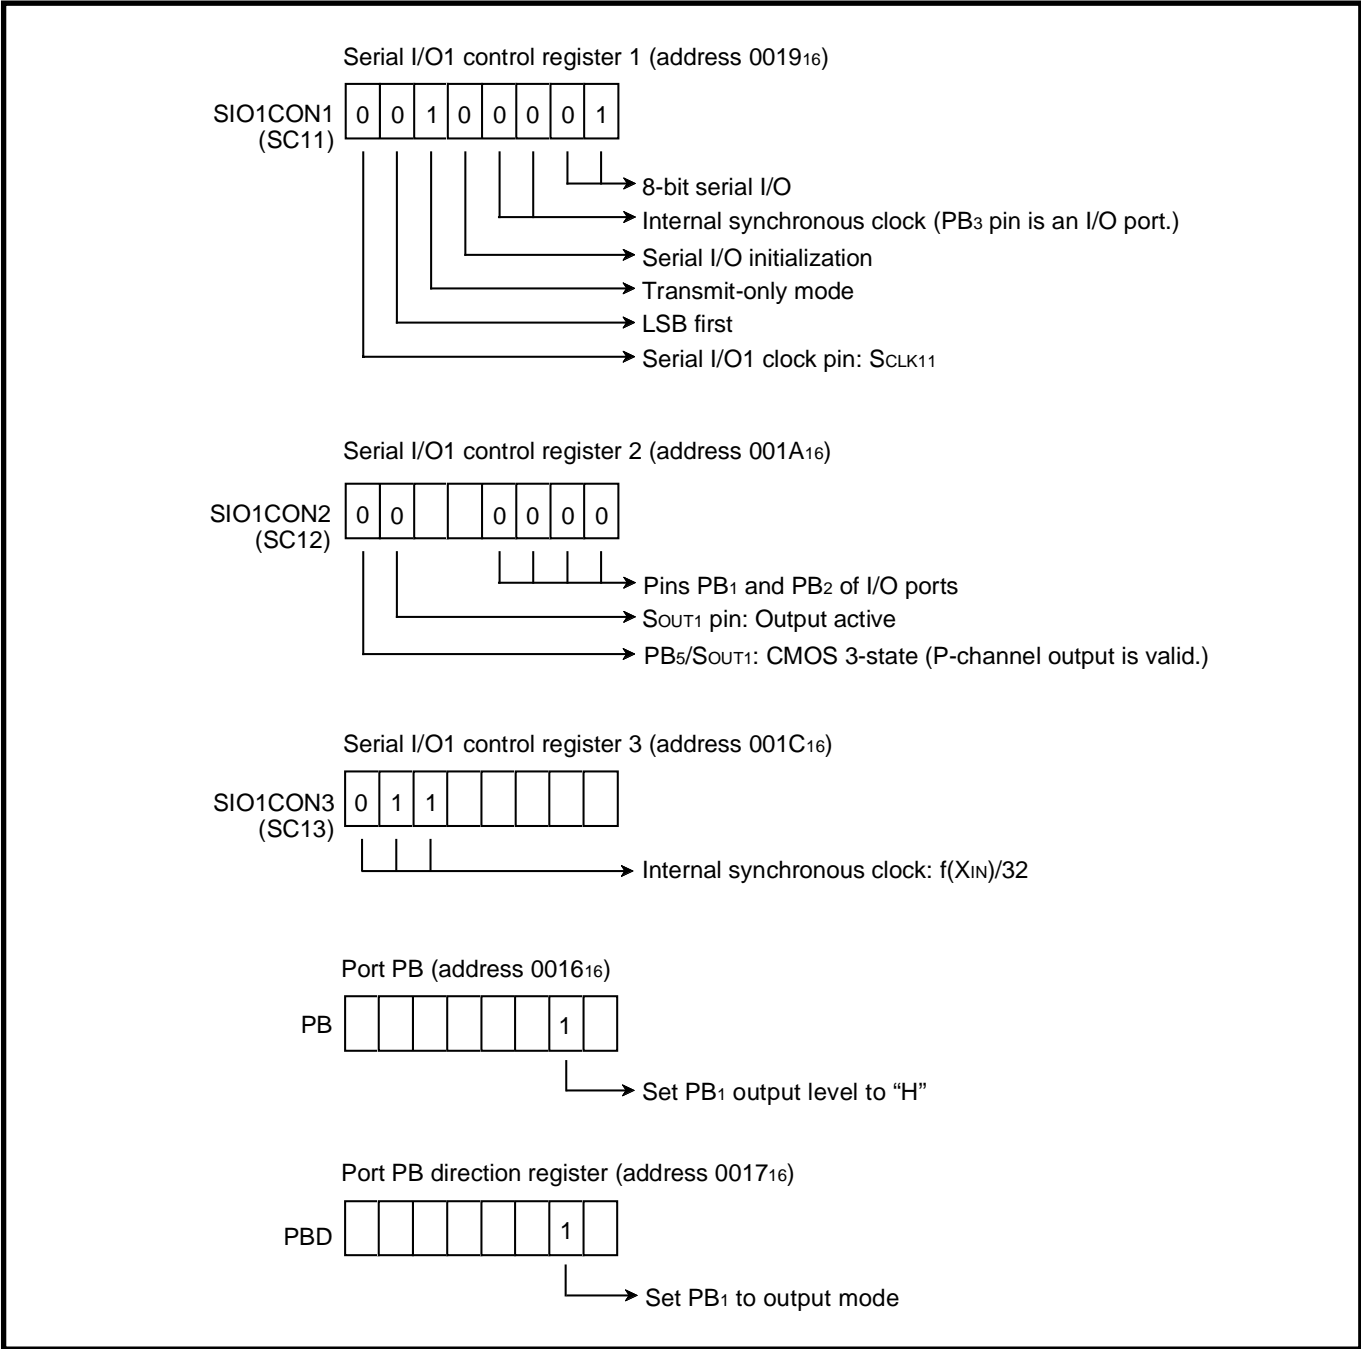 Serial I/O1 control register 1 (address 001916)
SIO1CON1
(SC11)
0 0 1 0 0 0 0 1
8-bit serial I/O
Internal synchronous clock (PB3 pin is an I/O port.)
Serial I/O initialization
Transmit-only mode
LSB first
Serial I/O1 clock pin: SCLK11
Serial I/O1 control register 2 (address 001A16)
SIO1CON2
(SC12)
0 0 0 0 0 0
Pins PB1 and PB2 of I/O ports
SOUT1 pin: Output active
PB5/SOUT1: CMOS 3-state (P-channel output is valid.)
Serial I/O1 control register 3 (address 001C16)
SIO1CON3
(SC13)
0 1 1
Internal synchronous clock: f(XIN)/32
Port PB (address 001616)
PB
1
Set PB1 output level to “H”
Port PB direction register (address 001716)
PBD
1
Set PB1 to output mode